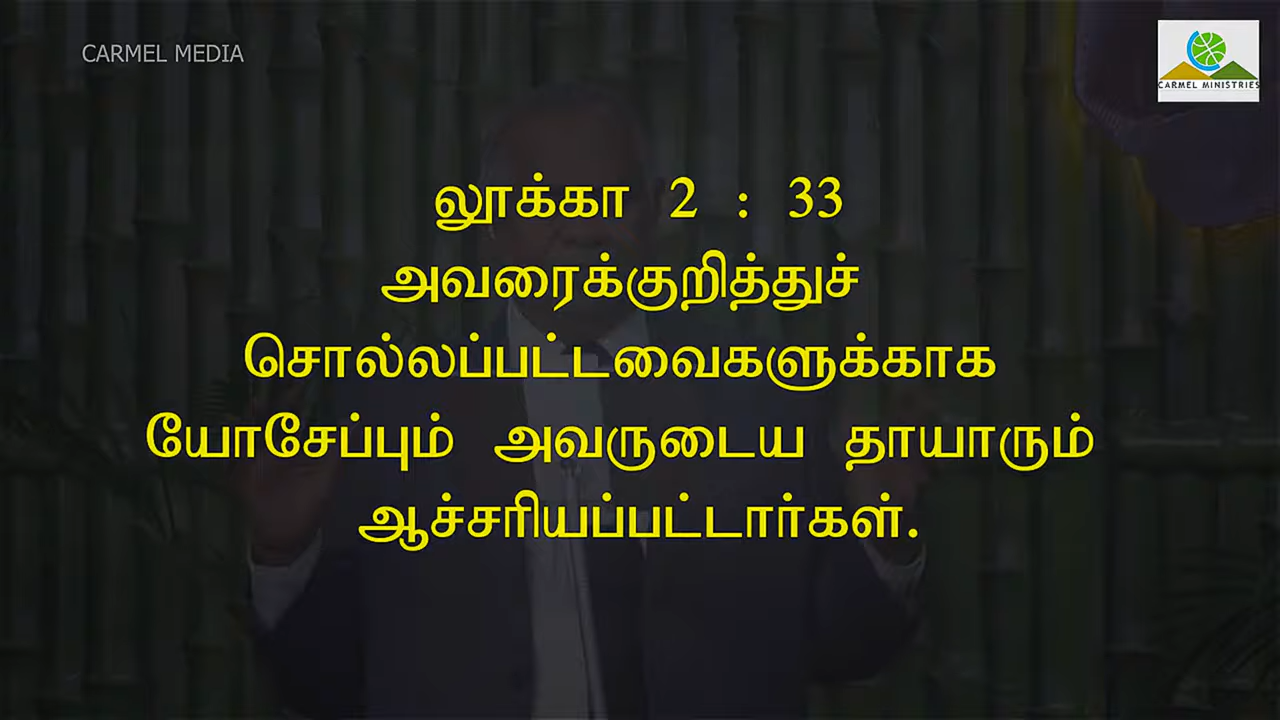 CARMEL MEDIA
CARMEL MINISTRIES
லூக்கா 2 : 33
அவரைக்குறித்துச்
சொல்லப்பட்டவைகளுக்காக
யோசேப்பும் அவருடைய தாயாரும்
ஆச்சரியப்பட்டார்கள்.